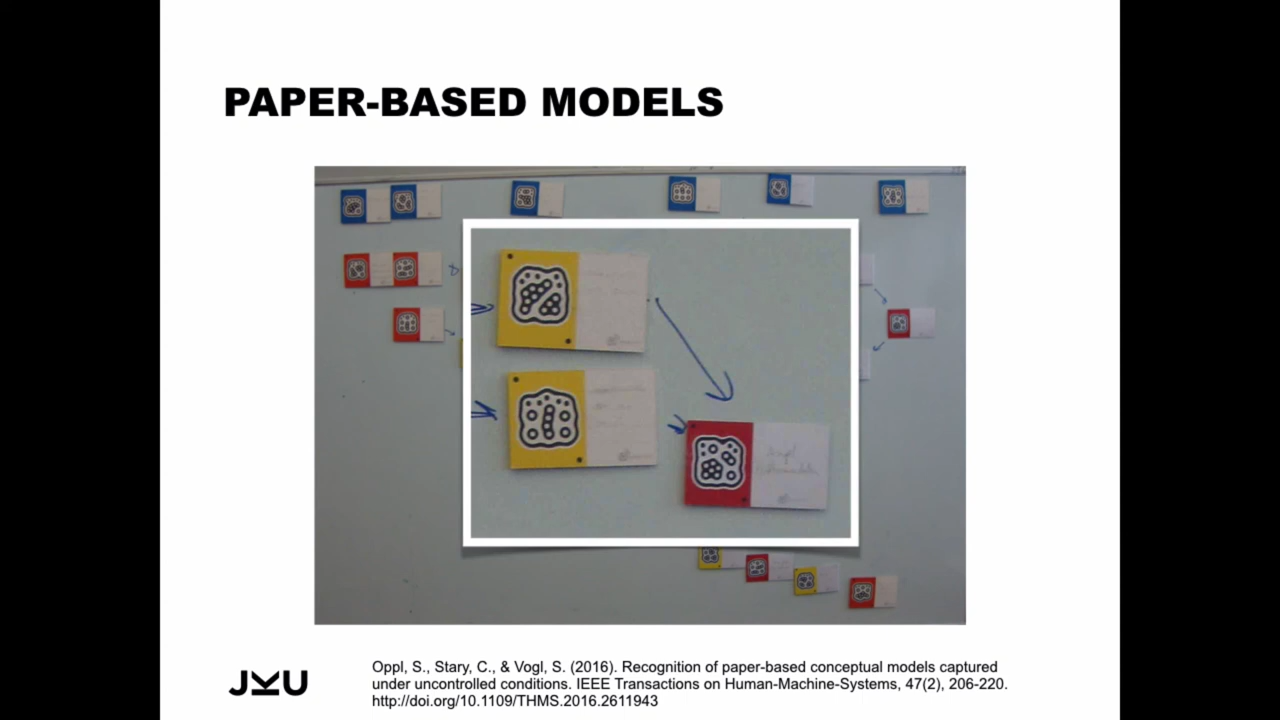 PAPER-BASED MODELS
JKU
Oppl, S., Stary, C., & Vogl, S. (2016). Recognition of paper-based conceptual models captured
under uncontrolled conditions. IEEE Transactions on Human-Machine-Systems, 47(2), 206-220.
http://doi.org/10.1109/THMS.2016.2611943